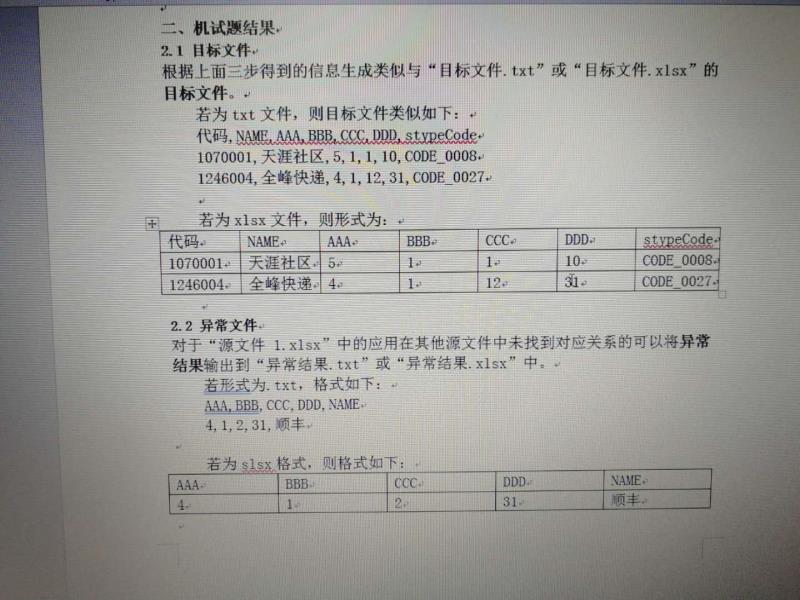 二、机试题结果
2.1 目标文件
根据上面三步得到的信息生成类似与“目标文件.txt”或“目标文件.xlsx”的
目标文件。
若为 txt 文件，则目标文件类似如下：
代码,NAME,AAA,BBB,CCC,DDD,stypeCode
1070001,天涯社区,5,1,1,10,CODE_0008
1246004,全峰快递,4,1,12,31,CODE_0027
若为 xlsx 文件，则形式为：
代码 NAME AAA BBB CCC DDD stypeCode
1070001 天涯社区 5 1 1 10 CODE_0008
1246004 全峰快递 4 1 12 31 CODE_0027
2.2 异常文件
对于“源文件 1.xlsx”中的应用在其他源文件中未找到对应关系的可以将异常
结果输出到“异常结果.txt”或“异常结果.xlsx”中。
若形式为.txt，格式如下：
AAA,BBB,CCC,DDD,NAME
4,1,2,31,顺丰
若为 slsx 格式，则格式如下：
AAA BBB CCC DDD NAME
4 1 2 31 顺丰